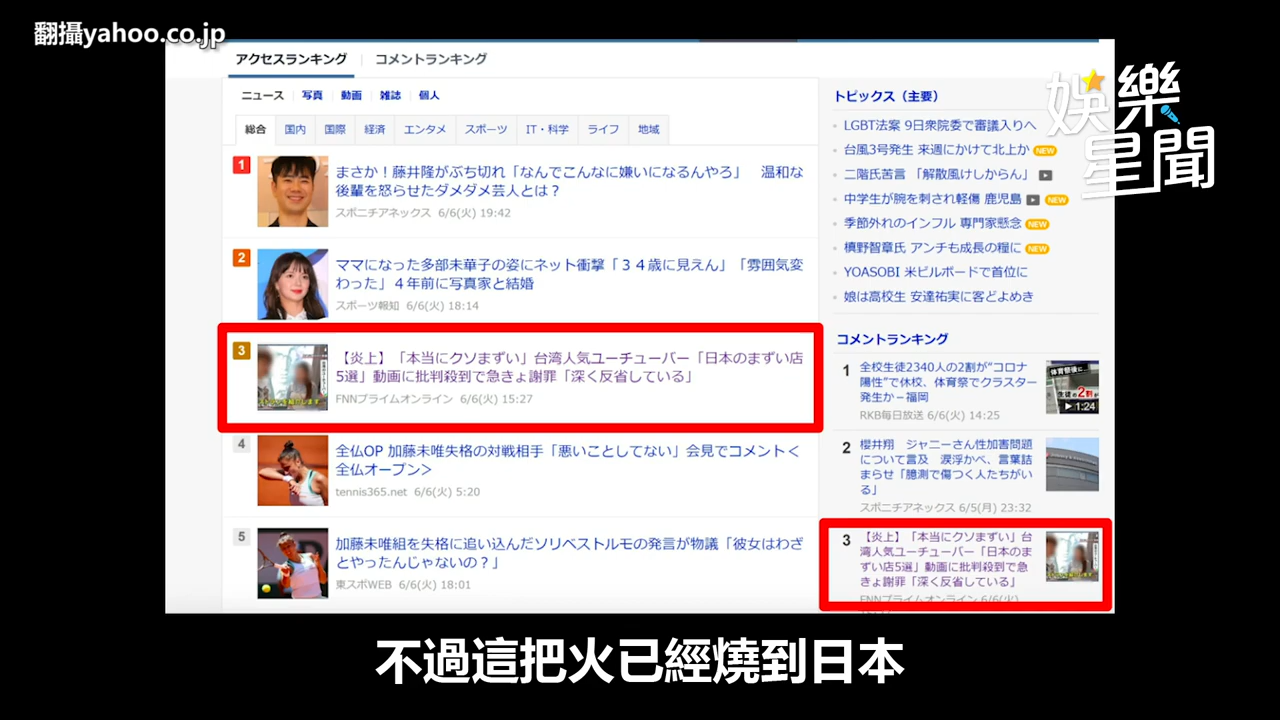 翻攝yahoo.co.jp
娛樂
星聞
アクセスランキング
コメントランキング
ニュース 写真 動画 雑誌 個人
総合 国内 国際 経済 エンタメ スポーツ IT・科学 ライフ 地域
1
まさか！藤井隆がぶち切れ「なんでこんなに嫌いになるんやろ」　温和な
後輩を怒らせたダメダメ芸人とは？
スポニチアネックス 6/6(火) 19:42
2
ママになった多部未華子の姿にネット衝撃「３４歳に見えん」「雰囲気変
わった」４年前に写真家と結婚
スポーツ報知 6/6(火) 18:14
3
【炎上】「本当にクソまずい」台湾人気ユーチューバー「日本のまずい店
5選」動画に批判殺到で急きょ謝罪「深く反省している」
FNNプライムオンライン 6/6(火) 15:27
4
全仏OP 加藤未唯失格の対戦相手「悪いことしてない」会見でコメント＜
全仏オープン＞
tennis365.net 6/6(火) 5:20
5
加藤未唯組を失格に追い込んだソリベストルモの発言が物議「彼女はわざ
とやったんじゃないの？」
東スポWEB 6/6(火) 18:01
トピックス（主要）
LGBT法案 9日衆院委で審議入りへ
台風3号発生 来週にかけて北上か NEW
二階氏苦言 「解散風けしからん」
中学生が腕を刺され軽傷 鹿児島 NEW
季節外れのインフル 専門家懸念 NEW
槙野智章氏 アンチも成長の糧に NEW
YOASOBI 米ビルボードで首位に
娘は高校生 安達祐実に客どよめき
コメントランキング
1
全校生徒2340人の2割が“コロナ
陽性”で休校、体育祭でクラスター
発生か－福岡
RKB毎日放送 6/6(火) 14:25
1:24
2
櫻井翔　ジャニーさん性加害問題
について言及　涙浮かべ、言葉詰
まらせ「臆測で傷つく人たちがい
る」
スポニチアネックス 6/5(月) 23:32
3
【炎上】「本当にクソまずい」台
湾人気ユーチューバー「日本のま
ずい店5選」動画に批判殺到で急
きょ謝罪「深く反省している」
FNNプライムオンライン 6/6(火)
不過這把火已經燒到日本